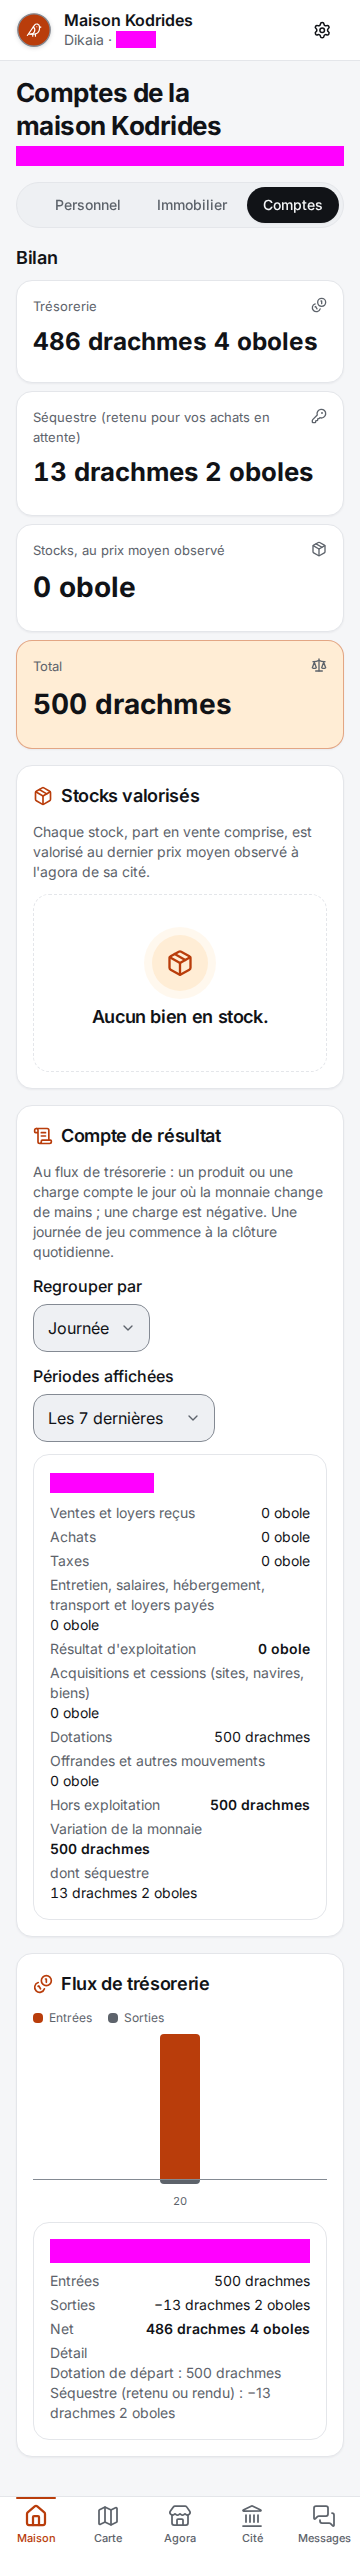 Maison Kodrides
Dikaia ·
Comptes de la
maison Kodrides
Personnel
Immobilier
Comptes
Bilan
Trésorerie
486 drachmes 4 oboles
Séquestre (retenu pour vos achats en
attente)
13 drachmes 2 oboles
Stocks, au prix moyen observé
0 obole
Total
500 drachmes
Stocks valorisés
Chaque stock, part en vente comprise, est
valorisé au dernier prix moyen observé à
l'agora de sa cité.
Aucun bien en stock.
Compte de résultat
Au flux de trésorerie : un produit ou une
charge compte le jour où la monnaie change
de mains ; une charge est négative. Une
journée de jeu commence à la clôture
quotidienne.
Regrouper par
Journée
Périodes affichées
Les 7 dernières
Ventes et loyers reçus 0 obole
Achats 0 obole
Taxes 0 obole
Entretien, salaires, hébergement,
transport et loyers payés
0 obole
Résultat d'exploitation 0 obole
Acquisitions et cessions (sites, navires,
biens)
0 obole
Dotations 500 drachmes
Offrandes et autres mouvements
0 obole
Hors exploitation 500 drachmes
Variation de la monnaie
500 drachmes
dont séquestre
13 drachmes 2 oboles
Flux de trésorerie
Entrées Sorties
20
Entrées 500 drachmes
Sorties −13 drachmes 2 oboles
Net 486 drachmes 4 oboles
Détail
Dotation de départ : 500 drachmes
Séquestre (retenu ou rendu) : −13
drachmes 2 oboles
Maison
Carte
Agora
Cité
Messages